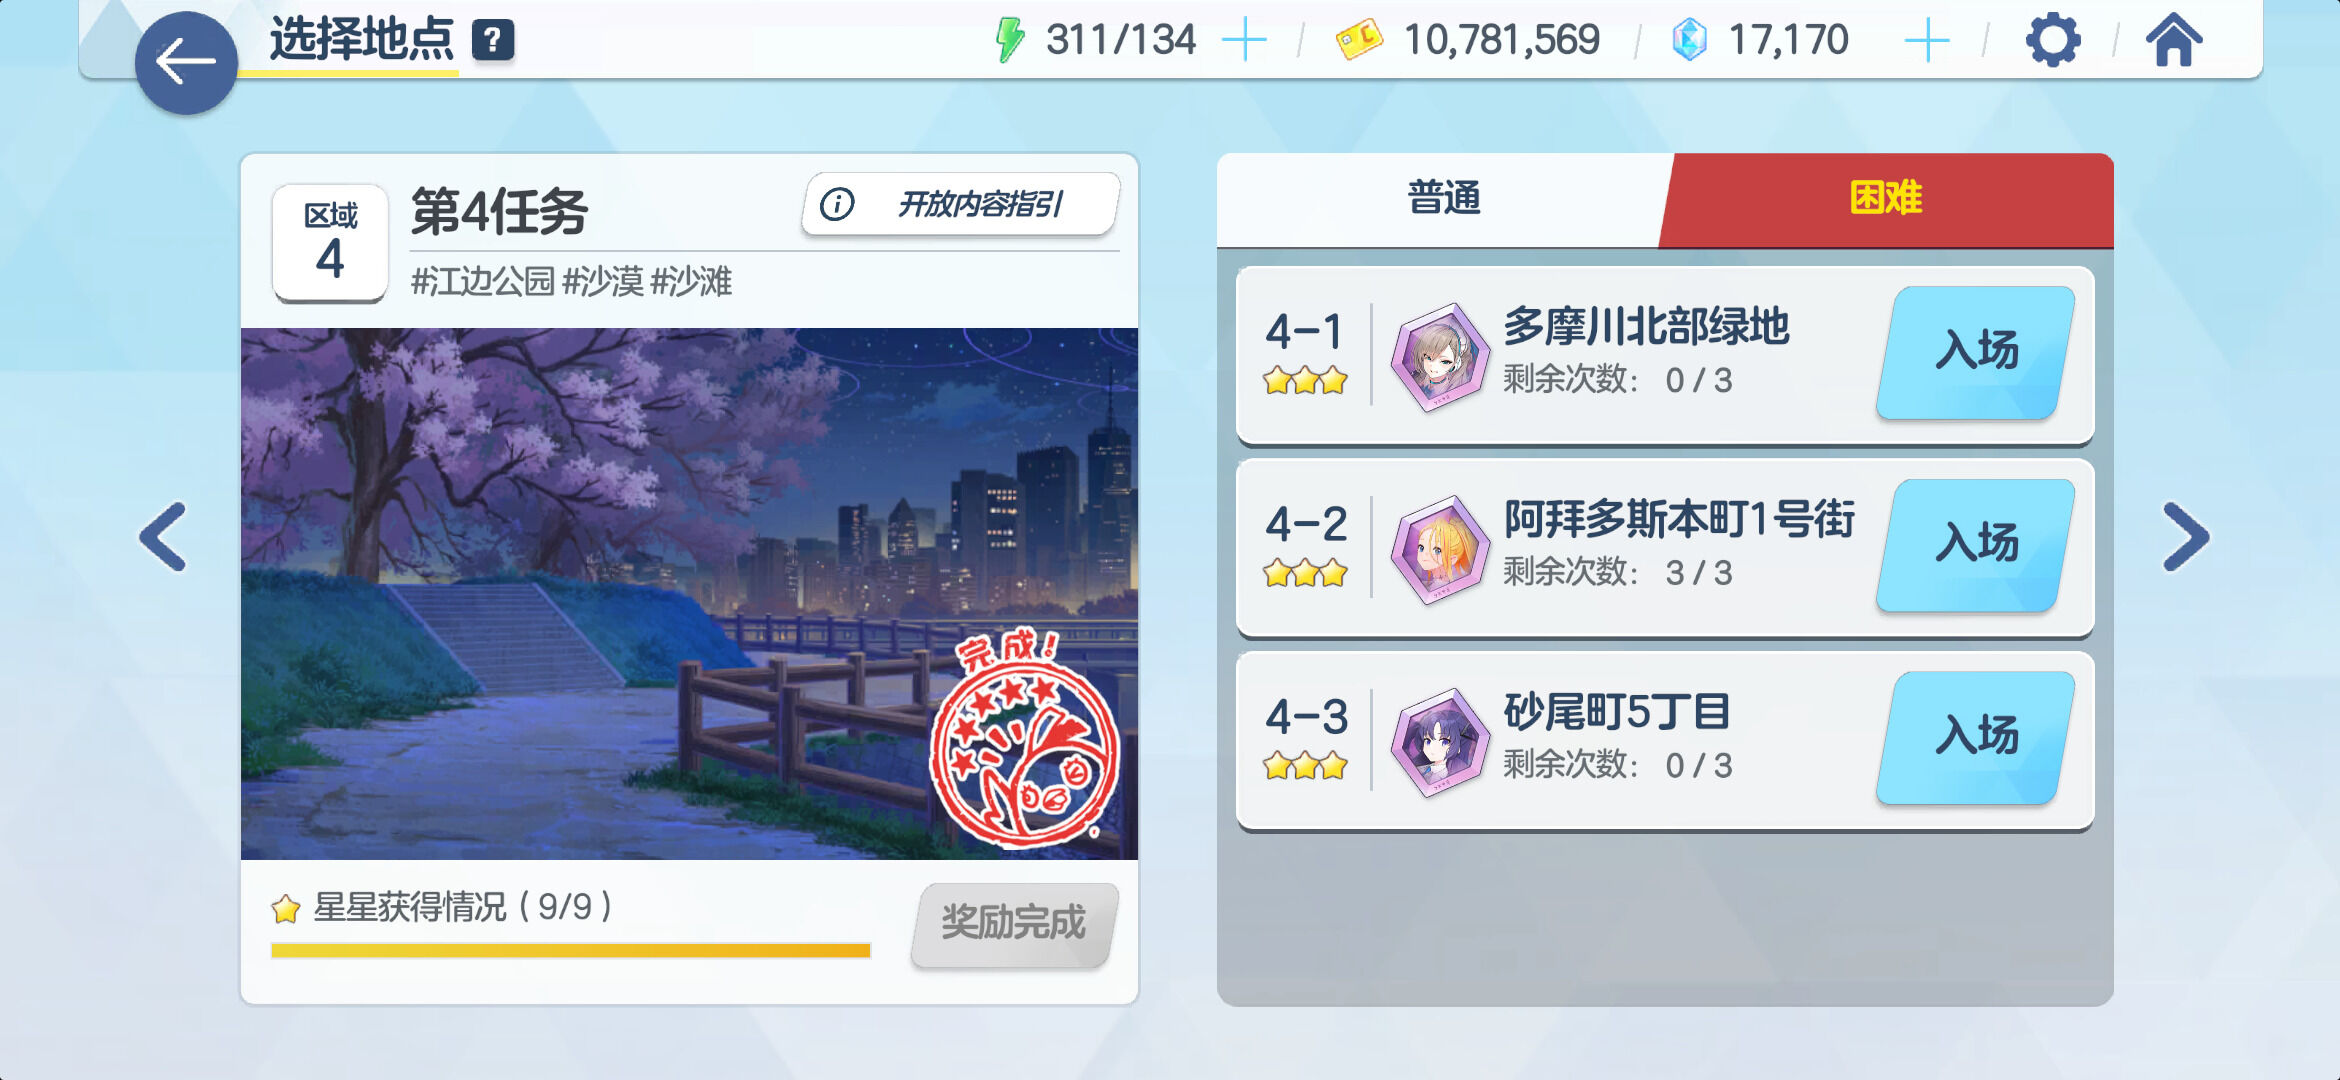 选择地点 ?
311/134
10,781,569
17,170
区域
4
第4任务
开放内容指引
#江边公园 #沙漠 #沙滩
完成!
星星获得情况 ( 9/9 )
奖励完成
普通
困难
4-1
多摩川北部绿地
剩余次数: 0 / 3
入场
4-2
阿拜多斯本町1号街
剩余次数: 3 / 3
入场
4-3
砂尾町5丁目
剩余次数: 0 / 3
入场